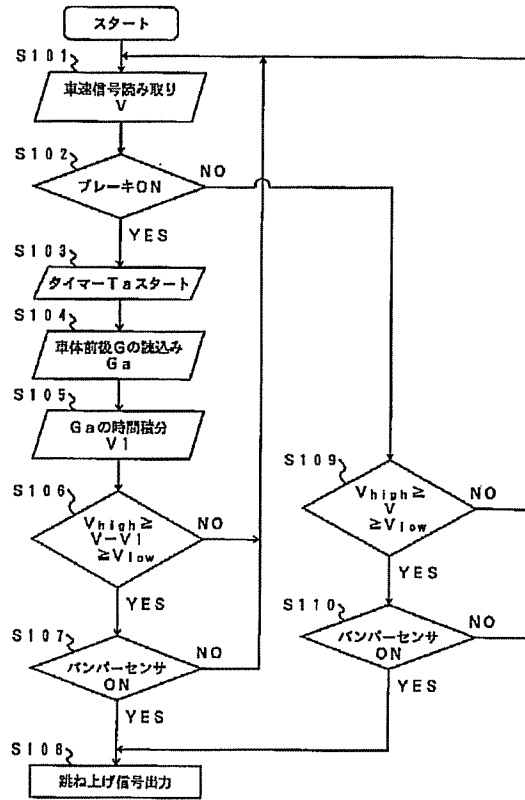 スタート
S101
車速信号読み取り
V
S102
ブレーキON
NO
YES
S103
タイマーTaスタート
S104
車体前後Gの読込み
Ga
S105
Gaの時間積分
V1
S106
Vhigh≧
V−V1
≧Vlow
NO
YES
S107
バンパーセンサ
ON
NO
YES
S108
跳ね上げ信号出力
S109
Vhigh≧
V
≧Vlow
NO
YES
S110
バンパーセンサ
ON
NO
YES